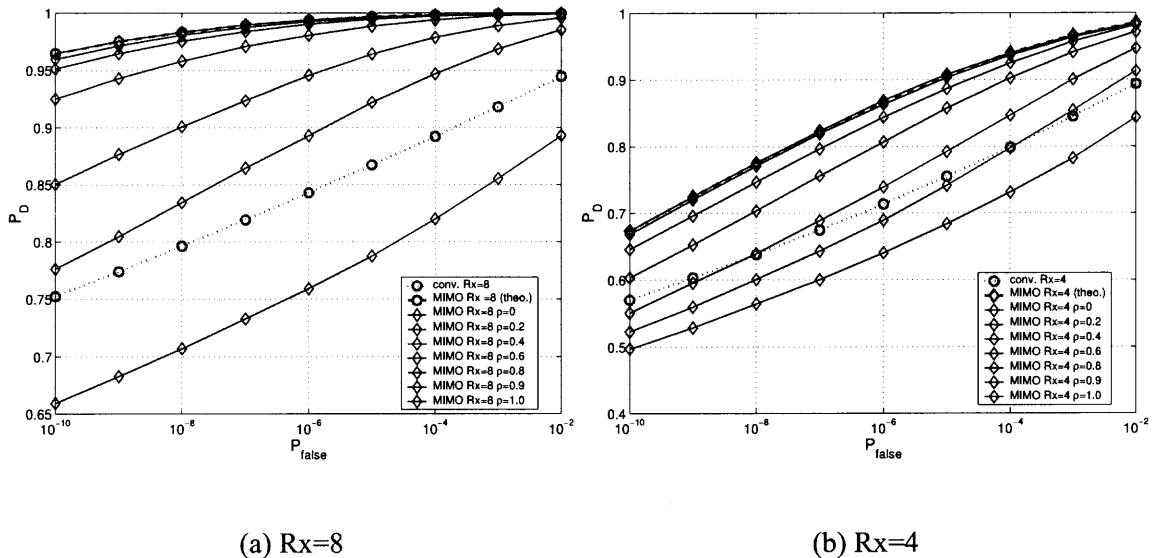 1
0.95
0.9
0.85
0.8
0.75
0.7
0.65
P_D
10^-10
10^-8
10^-6
10^-4
10^-2
P_false
conv. Rx=8
MIMO Rx =8 (theo.)
MIMO Rx=8 ρ=0
MIMO Rx=8 ρ=0.2
MIMO Rx=8 ρ=0.4
MIMO Rx=8 ρ=0.6
MIMO Rx=8 ρ=0.8
MIMO Rx=8 ρ=0.9
MIMO Rx=8 ρ=1.0
(a) Rx=8
1
0.9
0.8
0.7
0.6
0.5
0.4
P_D
10^-10
10^-8
10^-6
10^-4
10^-2
P_false
conv. Rx=4
MIMO Rx=4 (theo.)
MIMO Rx=4 ρ=0
MIMO Rx=4 ρ=0.2
MIMO Rx=4 ρ=0.4
MIMO Rx=4 ρ=0.6
MIMO Rx=4 ρ=0.8
MIMO Rx=4 ρ=0.9
MIMO Rx=4 ρ=1.0
(b) Rx=4